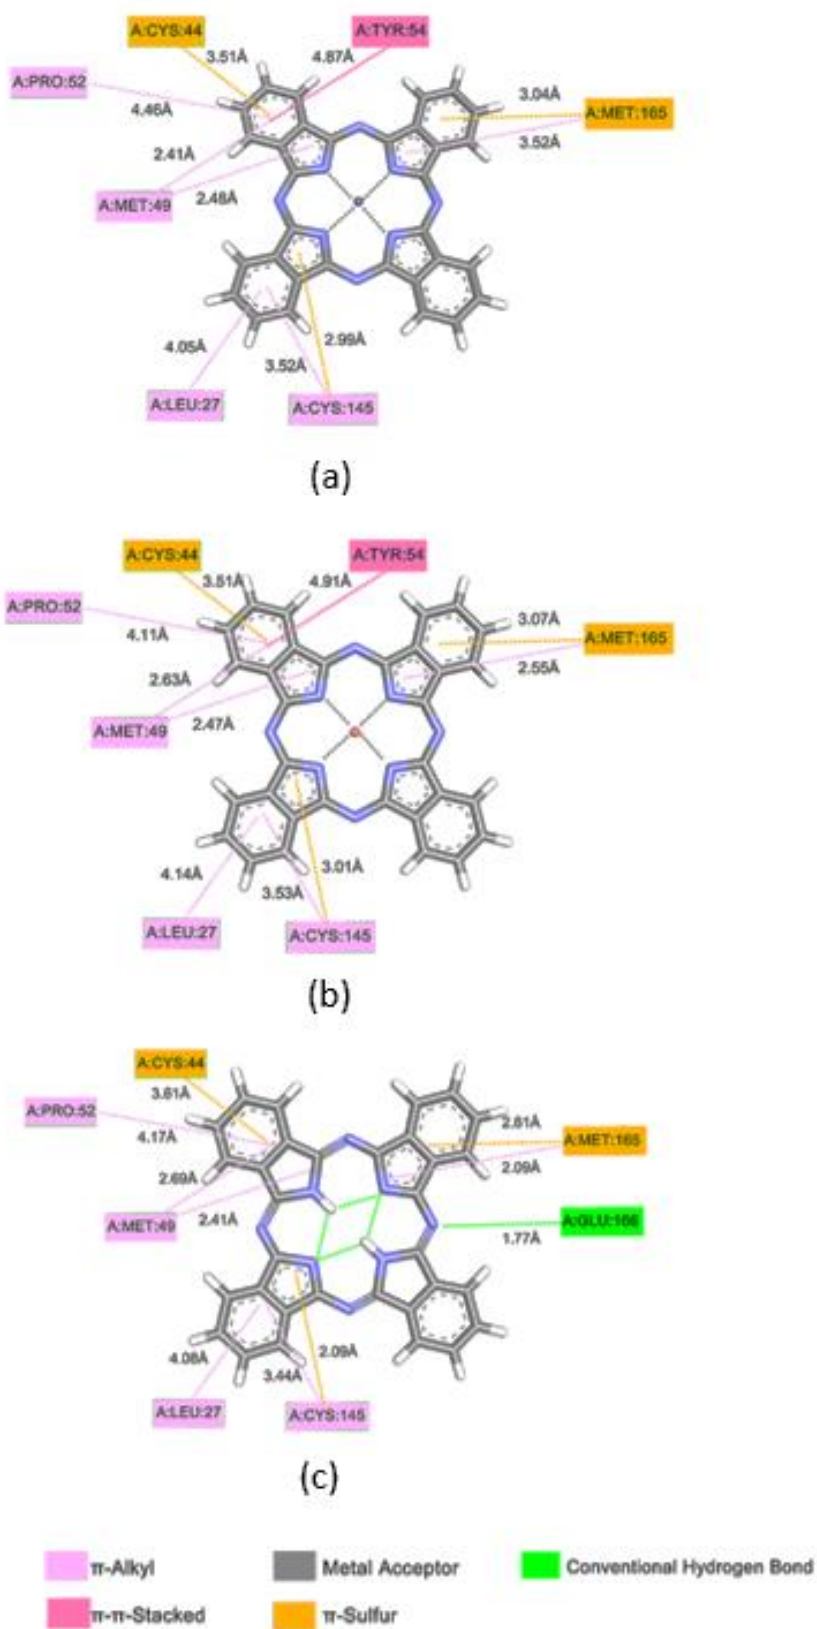 A:CYS:44
A:TYR:54
3.51Å
4.87Å
A:PRO:52
3.04Å
4.46Å
A:MET:165
2.41Å
3.52Å
A:MET:49
2.48Å
2.99Å
4.05Å
3.52Å
A:LEU:27
A:CYS:145
(a)
A:CYS:44
A:TYR:54
3.51Å
4.91Å
A:PRO:52
3.07Å
4.11Å
A:MET:165
2.63Å
2.55Å
A:MET:49
2.47Å
3.01Å
4.14Å
3.53Å
A:LEU:27
A:CYS:145
(b)
A:CYS:44
3.61Å
A:PRO:52
2.61Å
4.17Å
A:MET:165
2.69Å
2.09Å
A:MET:49
2.41Å
A:GLU:166
1.77Å
2.09Å
4.08Å
3.44Å
A:LEU:27
A:CYS:145
(c)
π-Alkyl
Metal Acceptor
Conventional Hydrogen Bond
π-π-Stacked
π-Sulfur